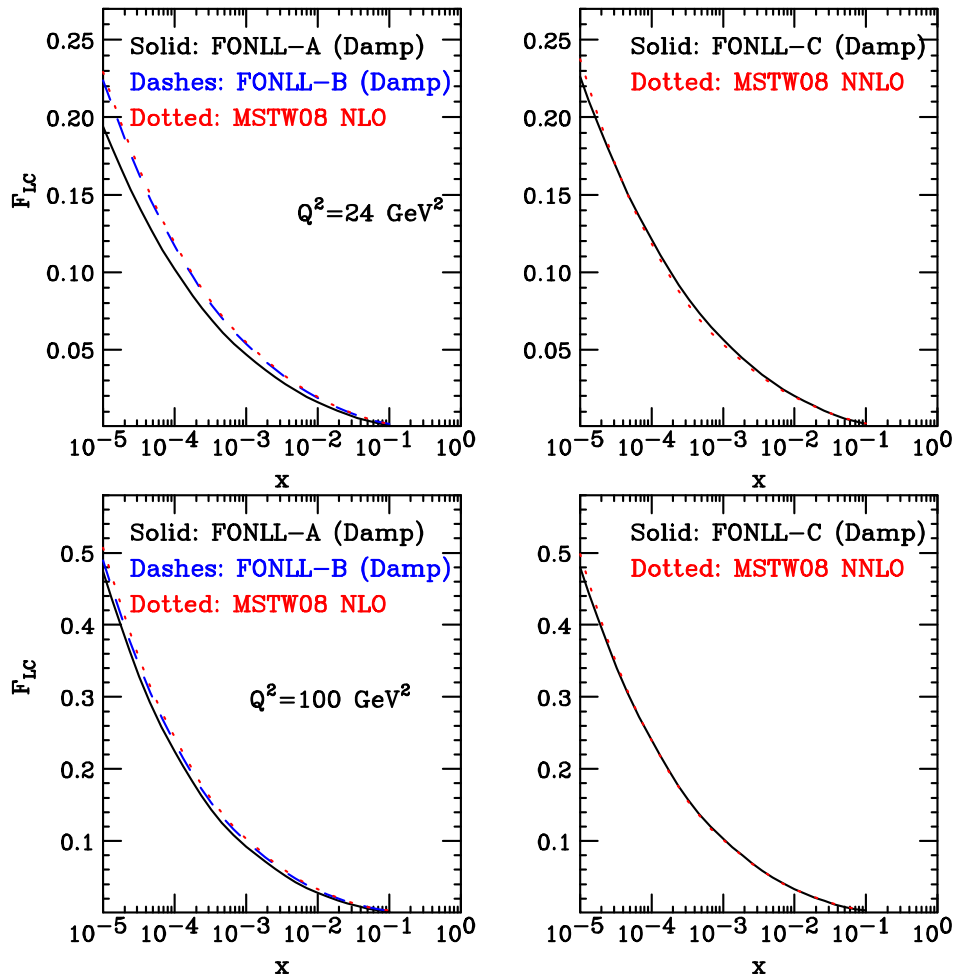 Solid: FONLL-A (Damp)
Dashes: FONLL-B (Damp)
Dotted: MSTW08 NLO
Q²=24 GeV²
F_LC
0.25
0.20
0.15
0.10
0.05
10⁻⁵ 10⁻⁴ 10⁻³ 10⁻² 10⁻¹ 10⁰
x
Solid: FONLL-C (Damp)
Dotted: MSTW08 NNLO
0.25
0.20
0.15
0.10
0.05
10⁻⁵ 10⁻⁴ 10⁻³ 10⁻² 10⁻¹ 10⁰
x
Solid: FONLL-A (Damp)
Dashes: FONLL-B (Damp)
Dotted: MSTW08 NLO
Q²=100 GeV²
F_LC
0.5
0.4
0.3
0.2
0.1
10⁻⁵ 10⁻⁴ 10⁻³ 10⁻² 10⁻¹ 10⁰
x
Solid: FONLL-C (Damp)
Dotted: MSTW08 NNLO
0.5
0.4
0.3
0.2
0.1
10⁻⁵ 10⁻⁴ 10⁻³ 10⁻² 10⁻¹ 10⁰
x